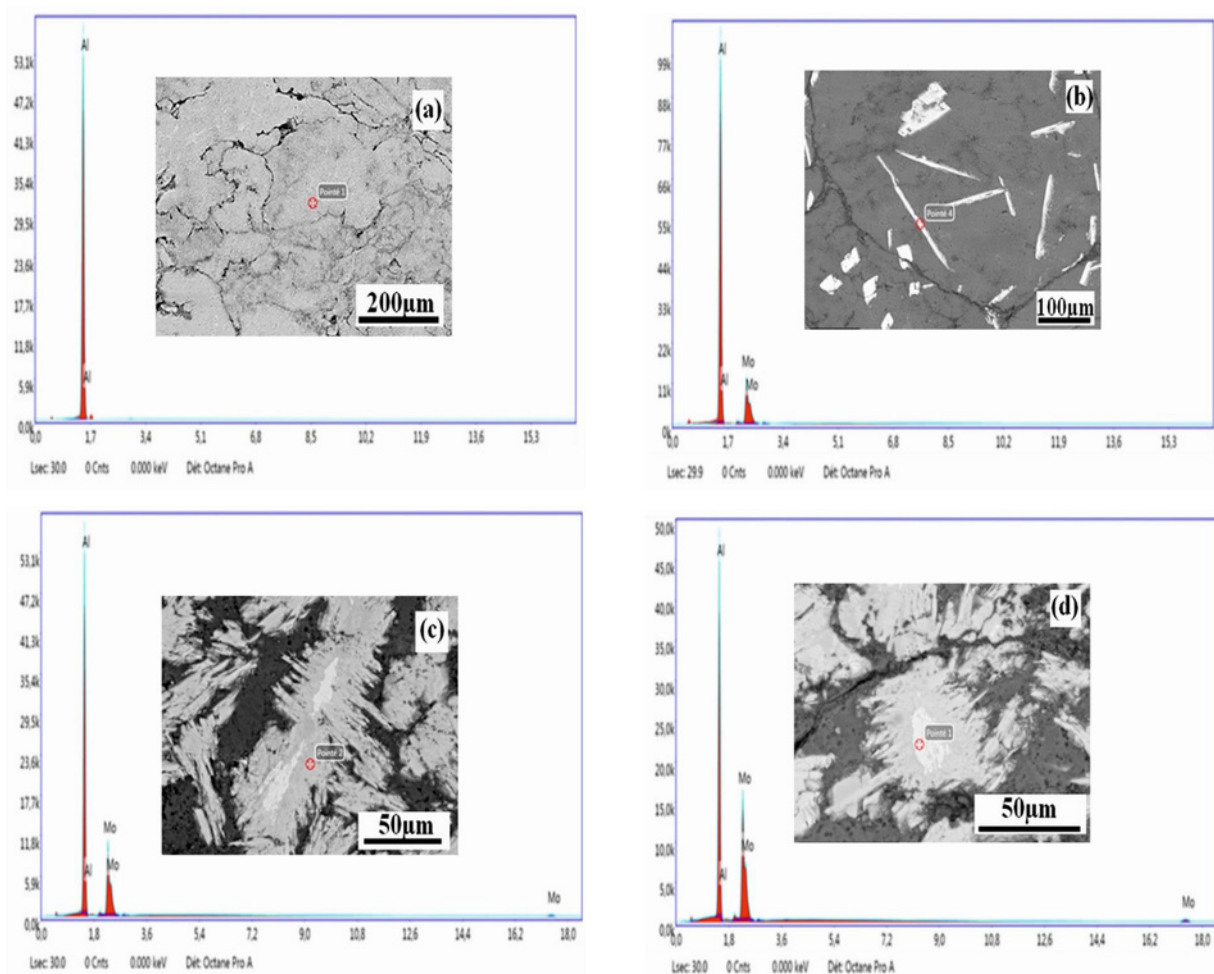 Al
53,1k
47,2k
41,3k
35,4k
29,5k
23,6k
17,7k
11,8k
5,9k
0,0k
Al
0,0 1,7 3,4 5,1 6,8 8,5 10,2 11,9 13,6 15,3
Lsec: 30.0 0 Cnts 0.000 keV Dét: Octane Pro A
(a)
Pointé 1
200µm
Al
99k
88k
77k
66k
55k
44k
33k
22k
11k
0,0k
Mo
Al Mo
0,0 1,7 3,4 5,1 6,8 8,5 10,2 11,9 13,6 15,3
Lsec: 29.9 0 Cnts 0.000 keV Dét: Octane Pro A
(b)
Pointé 4
100µm
Al
53,1k
47,2k
41,3k
35,4k
29,5k
23,6k
17,7k
11,8k
5,9k
0,0k
Mo
Al Mo
Mo
0,0 1,8 3,6 5,4 7,2 9,0 10,8 12,6 14,4 16,2 18,0
Lsec: 30.0 0 Cnts 0.000 keV Dét: Octane Pro A
(c)
Pointé 2
50µm
Al
50,0k
45,0k
40,0k
35,0k
30,0k
25,0k
20,0k
15,0k
10,0k
5,0k
0,0k
Mo
Mo
Al
Mo
0,0 1,8 3,6 5,4 7,2 9,0 10,8 12,6 14,4 16,2 18,0
Lsec: 30.0 0 Cnts 0.000 keV Dét: Octane Pro A
(d)
Pointé 1
50µm